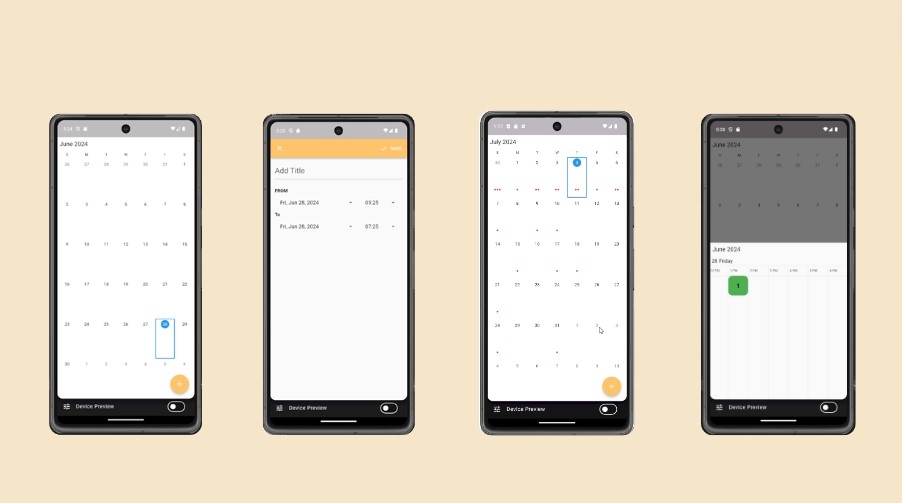 June 2024
S M T W T F S
26 27 28 29 30 31 1
2 3 4 5 6 7 8
9 10 11 12 13 14 15
16 17 18 19 20 21 22
23 24 25 26 27 28 29
30 1 2 3 4 5 6
+
Device Preview
SAVE
Add Title
FROM
Fri, Jun 28, 2024 05:25
To
Fri, Jun 28, 2024 07:25
Device Preview
July 2024
S M T W T F S
30 1 2 3 4 5 6
7 8 9 10 11 12 13
14 15 16 17 18 19 20
21 22 23 24 25 26 27
28 29 30 31 1 2 3
4 5 6 7 8 9 10
+
Device Preview
June 2024
S M T W T F S
26 27 28 29 30 31 1
2 3 4 5 6 7 8
June 2024
28 Friday
1
Device Preview